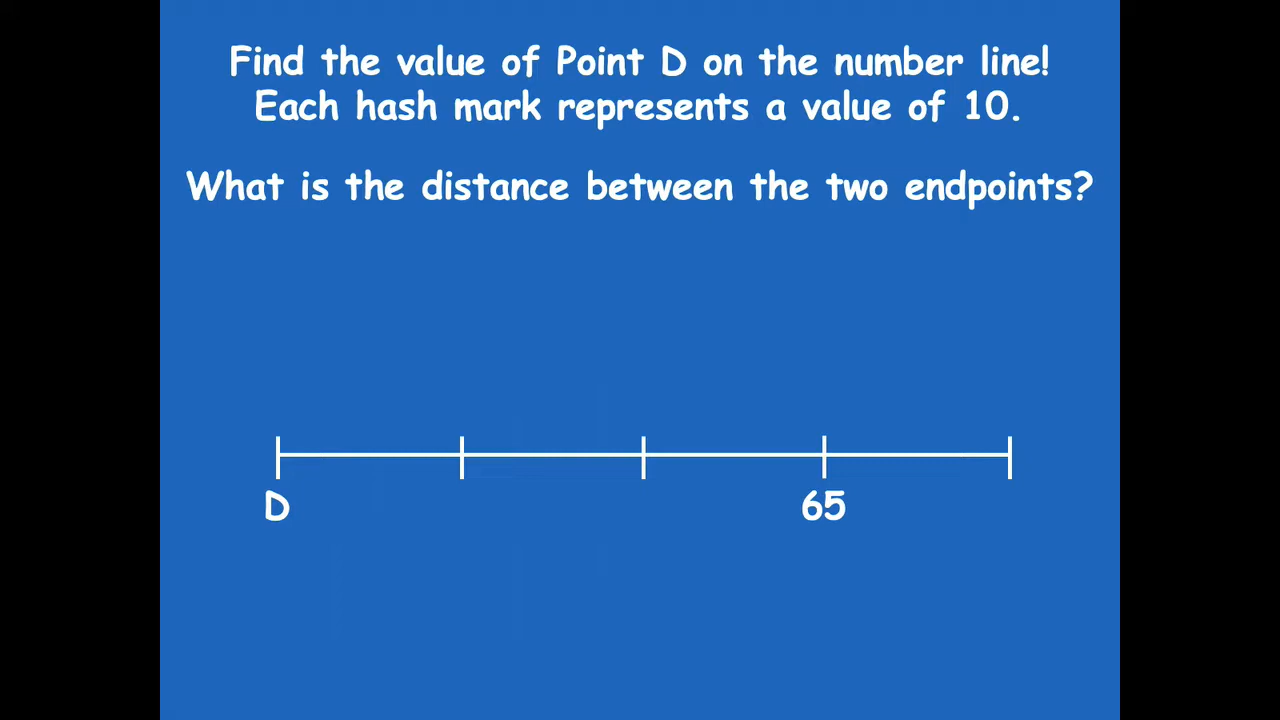 Find the value of Point D on the number line!
Each hash mark represents a value of 10.
What is the distance between the two endpoints?
D 65